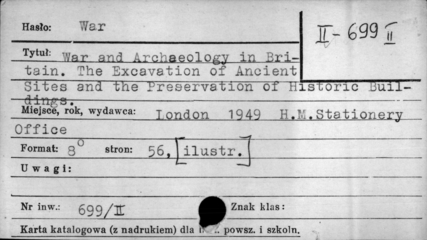 Hasło: War
II-699 II
Tytuł: War and Archaeology in Bri-
tain. The Excavation of Ancient
Sites and the Preservation of Historic Buil-
dings.
Miejsce, rok, wydawca: London 1949 H.M.Stationery
Office
Format: 8° stron: 56, [ilustr.]
Uwagi:
Nr inw.: 699/II Znak klas:
Karta katalogowa (z nadrukiem) dla powsz. i szkoln.